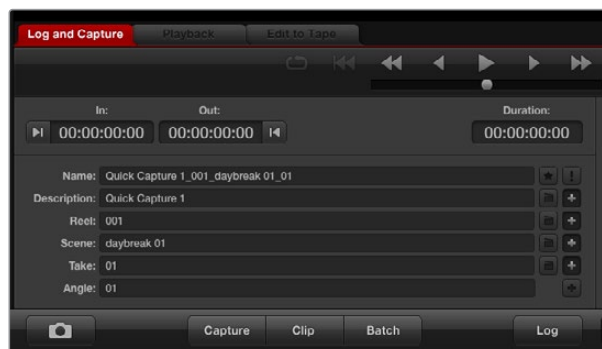 Log and Capture Playback Edit to Tape
In: Out: Duration:
00:00:00:00 00:00:00:00 00:00:00:00
Name: Quick Capture 1_001_daybreak 01_01
Description: Quick Capture 1
Reel: 001
Scene: daybreak 01
Take: 01
Angle: 01
Capture Clip Batch Log